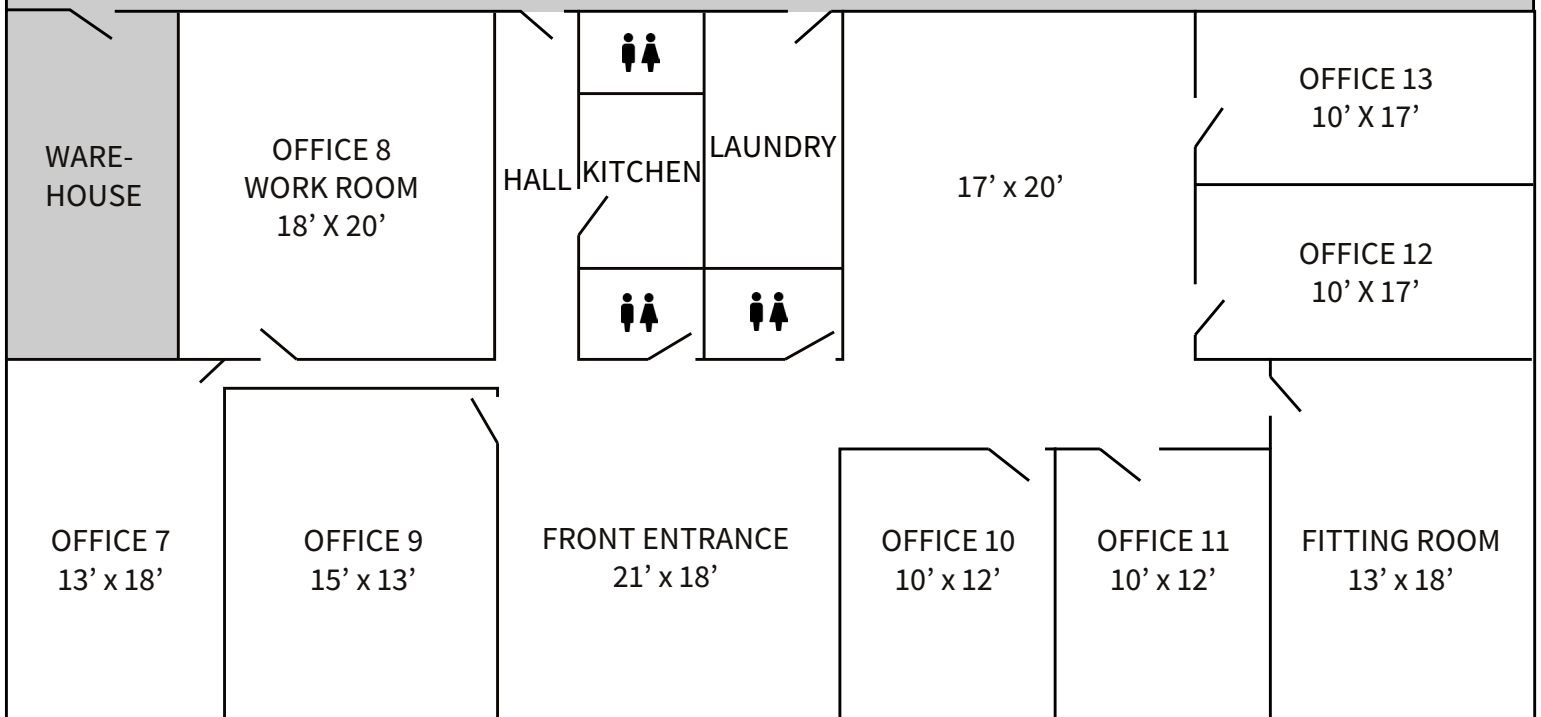 WARE-
HOUSE
OFFICE 8
WORK ROOM
18’ X 20’
HALL
KITCHEN
LAUNDRY
17’ x 20’
OFFICE 13
10’ X 17’
OFFICE 12
10’ X 17’
OFFICE 7
13’ x 18’
OFFICE 9
15’ x 13’
FRONT ENTRANCE
21’ x 18’
OFFICE 10
10’ x 12’
OFFICE 11
10’ x 12’
FITTING ROOM
13’ x 18’